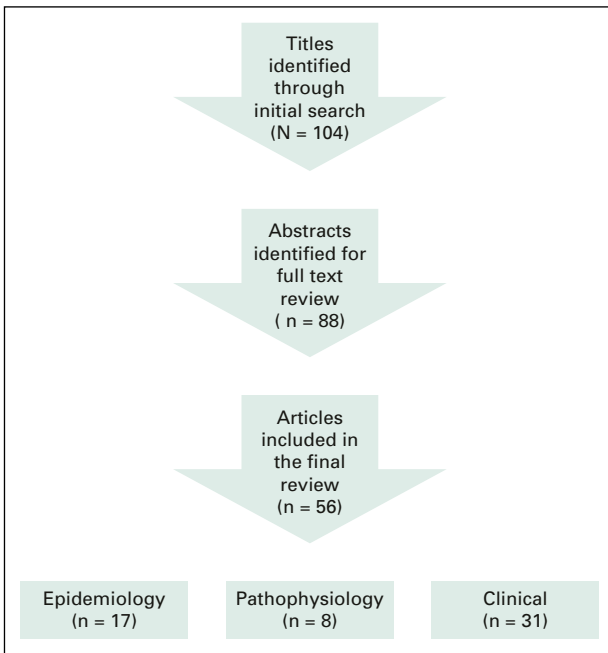 Titles
identified
through
initial search
(N = 104)
Abstracts
identified for
full text
review
( n = 88)
Articles
included in
the final
review
(n = 56)
Epidemiology
(n = 17)
Pathophysiology
(n = 8)
Clinical
(n = 31)